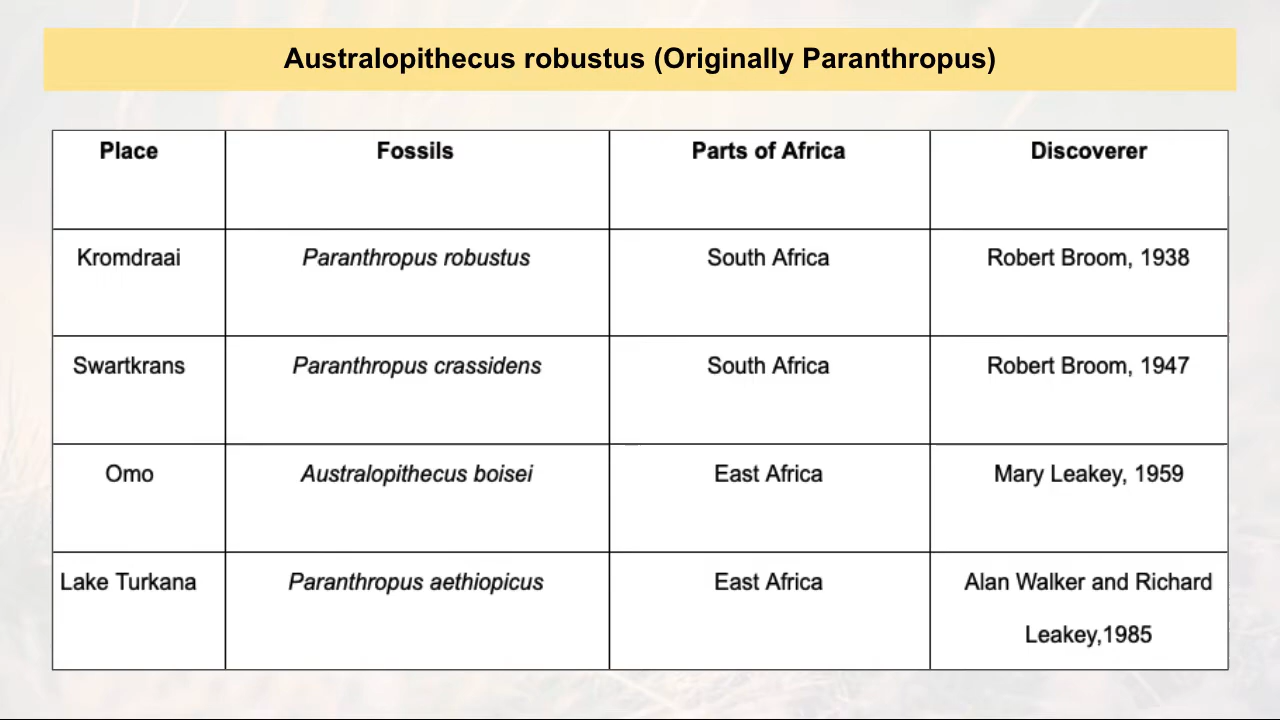 Australopithecus robustus (Originally Paranthropus)
Place Fossils Parts of Africa Discoverer
Kromdraai Paranthropus robustus South Africa Robert Broom, 1938
Swartkrans Paranthropus crassidens South Africa Robert Broom, 1947
Omo Australopithecus boisei East Africa Mary Leakey, 1959
Lake Turkana Paranthropus aethiopicus East Africa Alan Walker and Richard
Leakey,1985